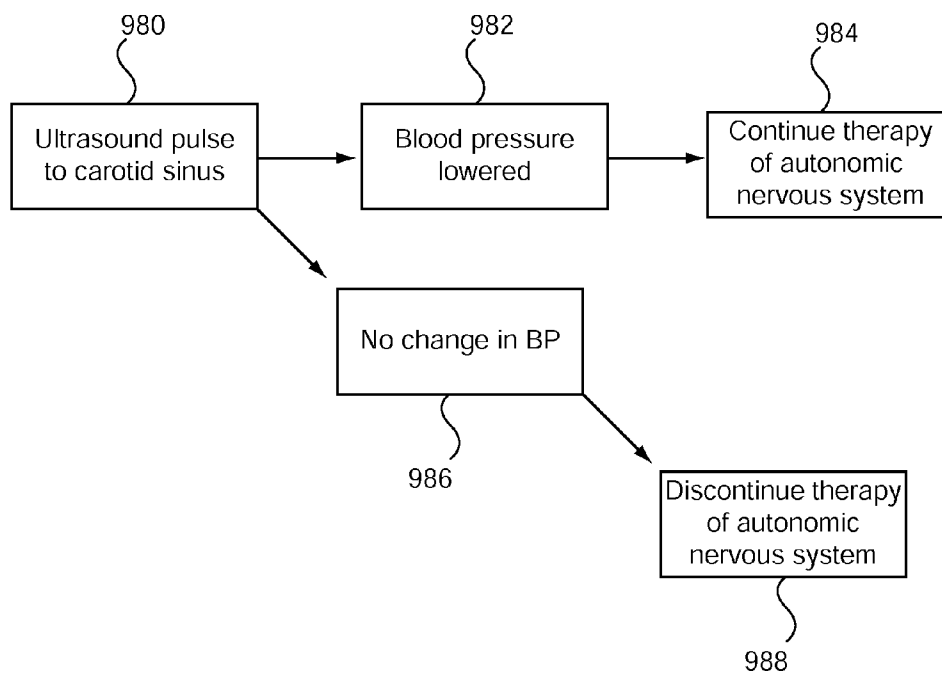 980
982
984
Ultrasound pulse
to carotid sinus
Blood pressure
lowered
Continue therapy
of autonomic
nervous system
No change in BP
986
Discontinue therapy
of autonomic
nervous system
988